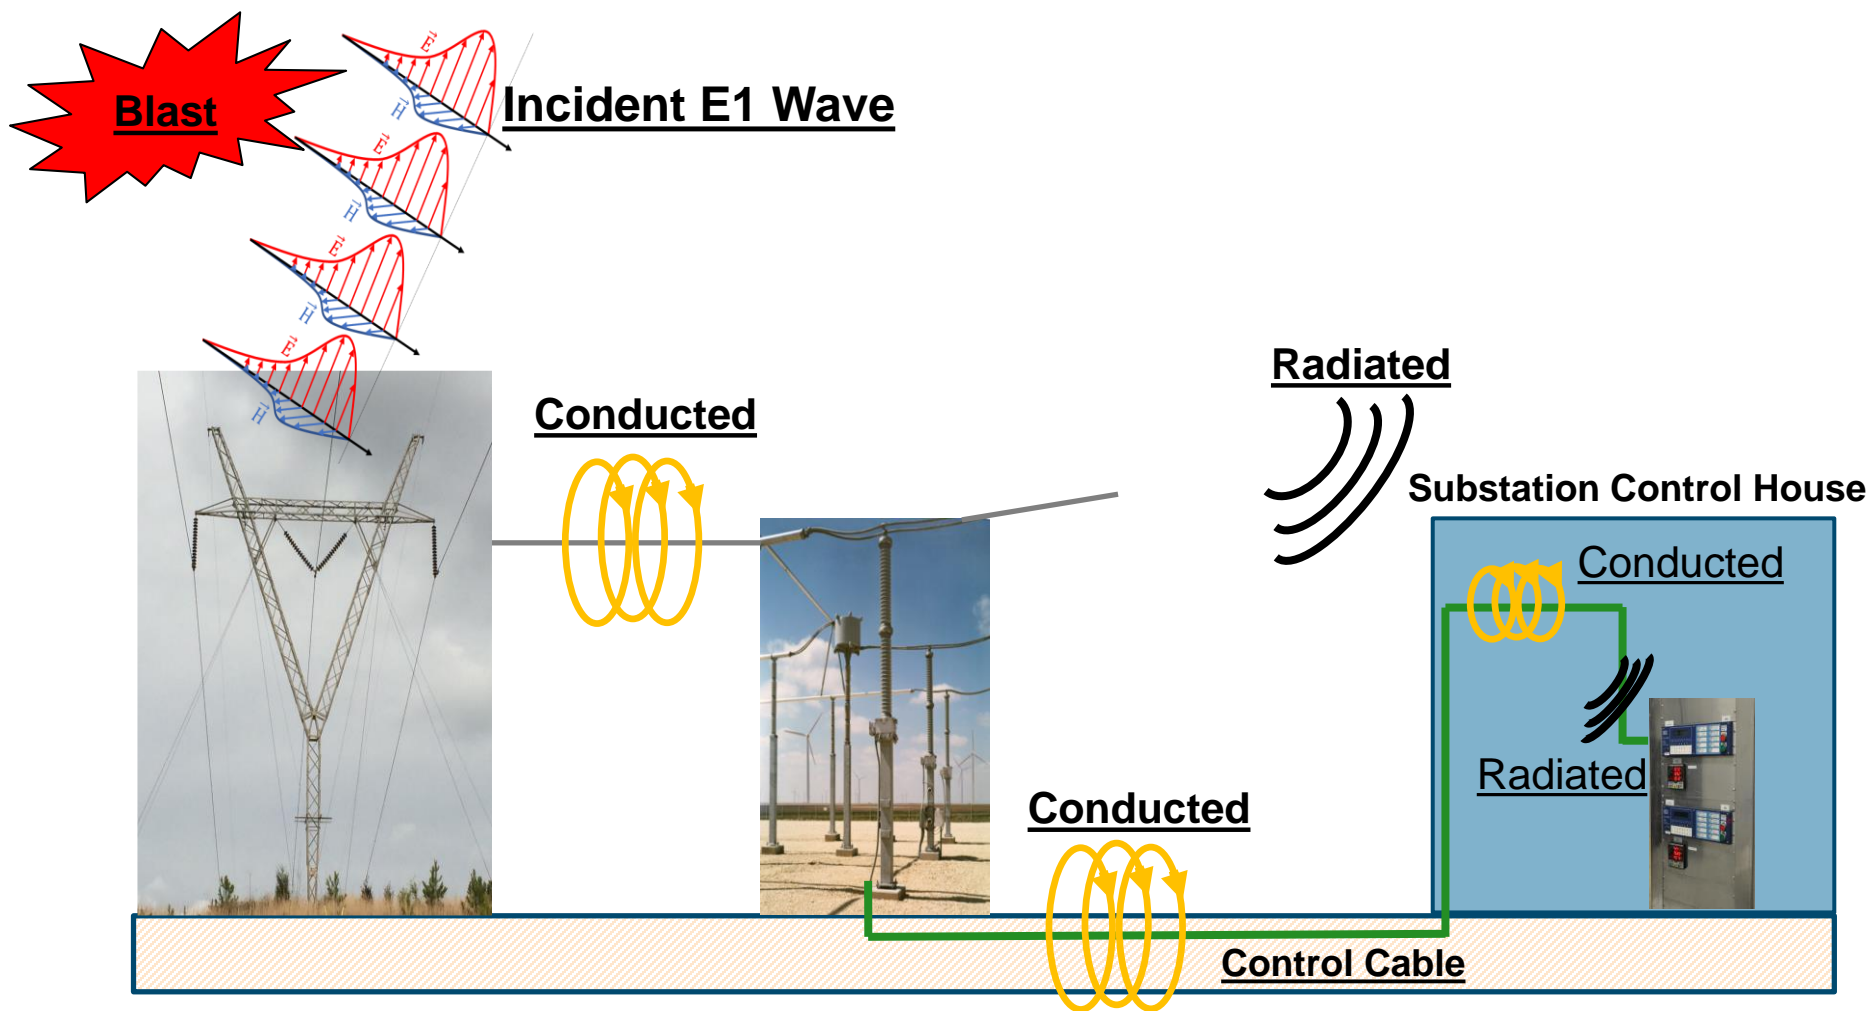 Blast
Incident E1 Wave
E
H
E
H
E
H
E
H
Conducted
Radiated
Substation Control House
Conducted
Radiated
Conducted
Control Cable